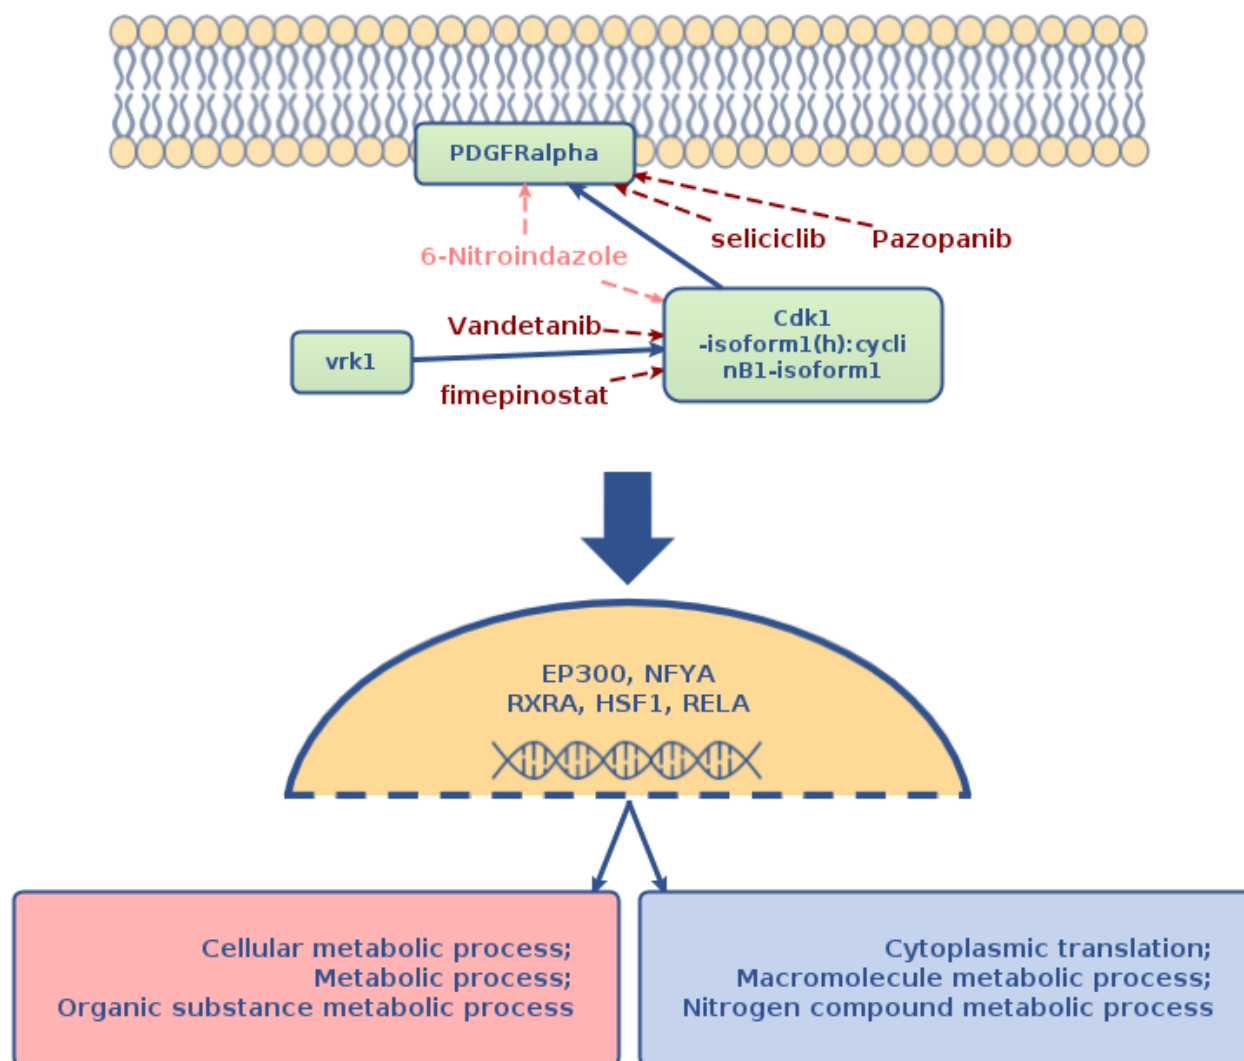 PDGFRalpha
seliciclib
Pazopanib
6-Nitroindazole
Vandetanib
Cdk1
-isoform1(h):cycli
nB1-isoform1
vrk1
fimepinostat
EP300, NFYA
RXRA, HSF1, RELA
Cellular metabolic process;
Metabolic process;
Organic substance metabolic process
Cytoplasmic translation;
Macromolecule metabolic process;
Nitrogen compound metabolic process